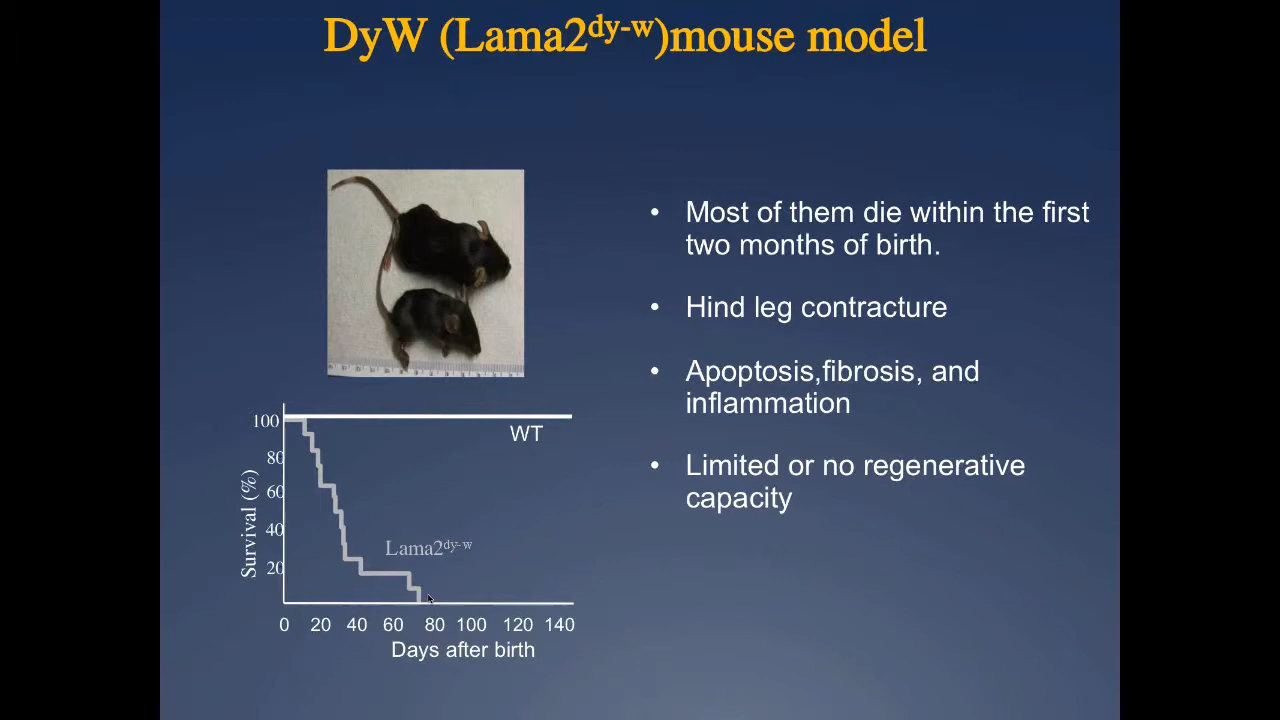 DyW (Lama2dy-w)mouse model
• Most of them die within the first
two months of birth.
• Hind leg contracture
• Apoptosis,fibrosis, and
inflammation
• Limited or no regenerative
capacity
100
80
60
40
20
Survival (%)
WT
Lama2dy-w
0 20 40 60 80 100 120 140
Days after birth